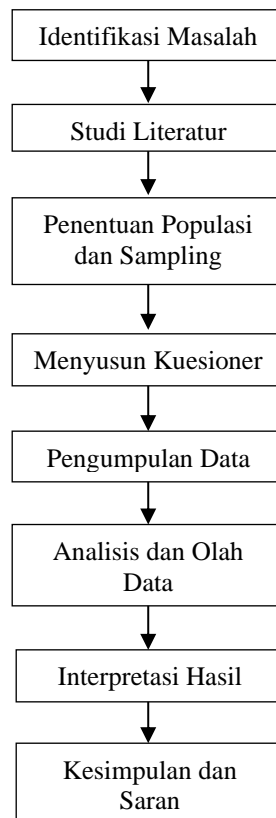 Identifikasi Masalah
Studi Literatur
Penentuan Populasi
dan Sampling
Menyusun Kuesioner
Pengumpulan Data
Analisis dan Olah
Data
Interpretasi Hasil
Kesimpulan dan
Saran